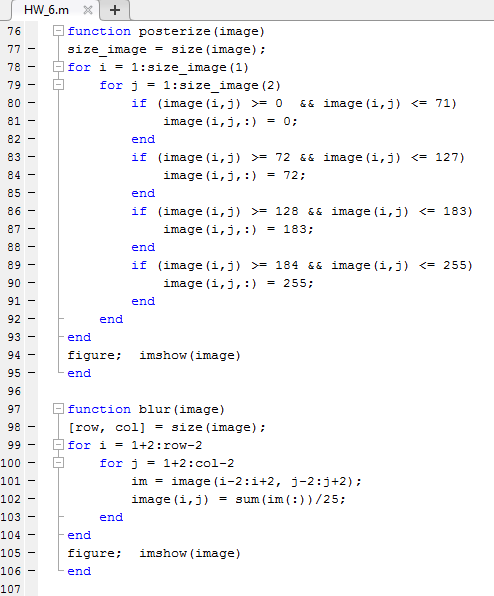 HW_6.m × +
76 function posterize(image)
77 – size_image = size(image);
78 – for i = 1:size_image(1)
79 –     for j = 1:size_image(2)
80 –         if (image(i,j) >= 0  && image(i,j) <= 71)
81 –             image(i,j,:) = 0;
82 –         end
83 –         if (image(i,j) >= 72 && image(i,j) <= 127)
84 –             image(i,j,:) = 72;
85 –         end
86 –         if (image(i,j) >= 128 && image(i,j) <= 183)
87 –             image(i,j,:) = 183;
88 –         end
89 –         if (image(i,j) >= 184 && image(i,j) <= 255)
90 –             image(i,j,:) = 255;
91 –         end
92 –     end
93 – end
94 – figure;  imshow(image)
95 – end
96
97 function blur(image)
98 – [row, col] = size(image);
99 – for i = 1+2:row-2
100 –     for j = 1+2:col-2
101 –         im = image(i-2:i+2, j-2:j+2);
102 –         image(i,j) = sum(im(:))/25;
103 –     end
104 – end
105 – figure;  imshow(image)
106 – end
107